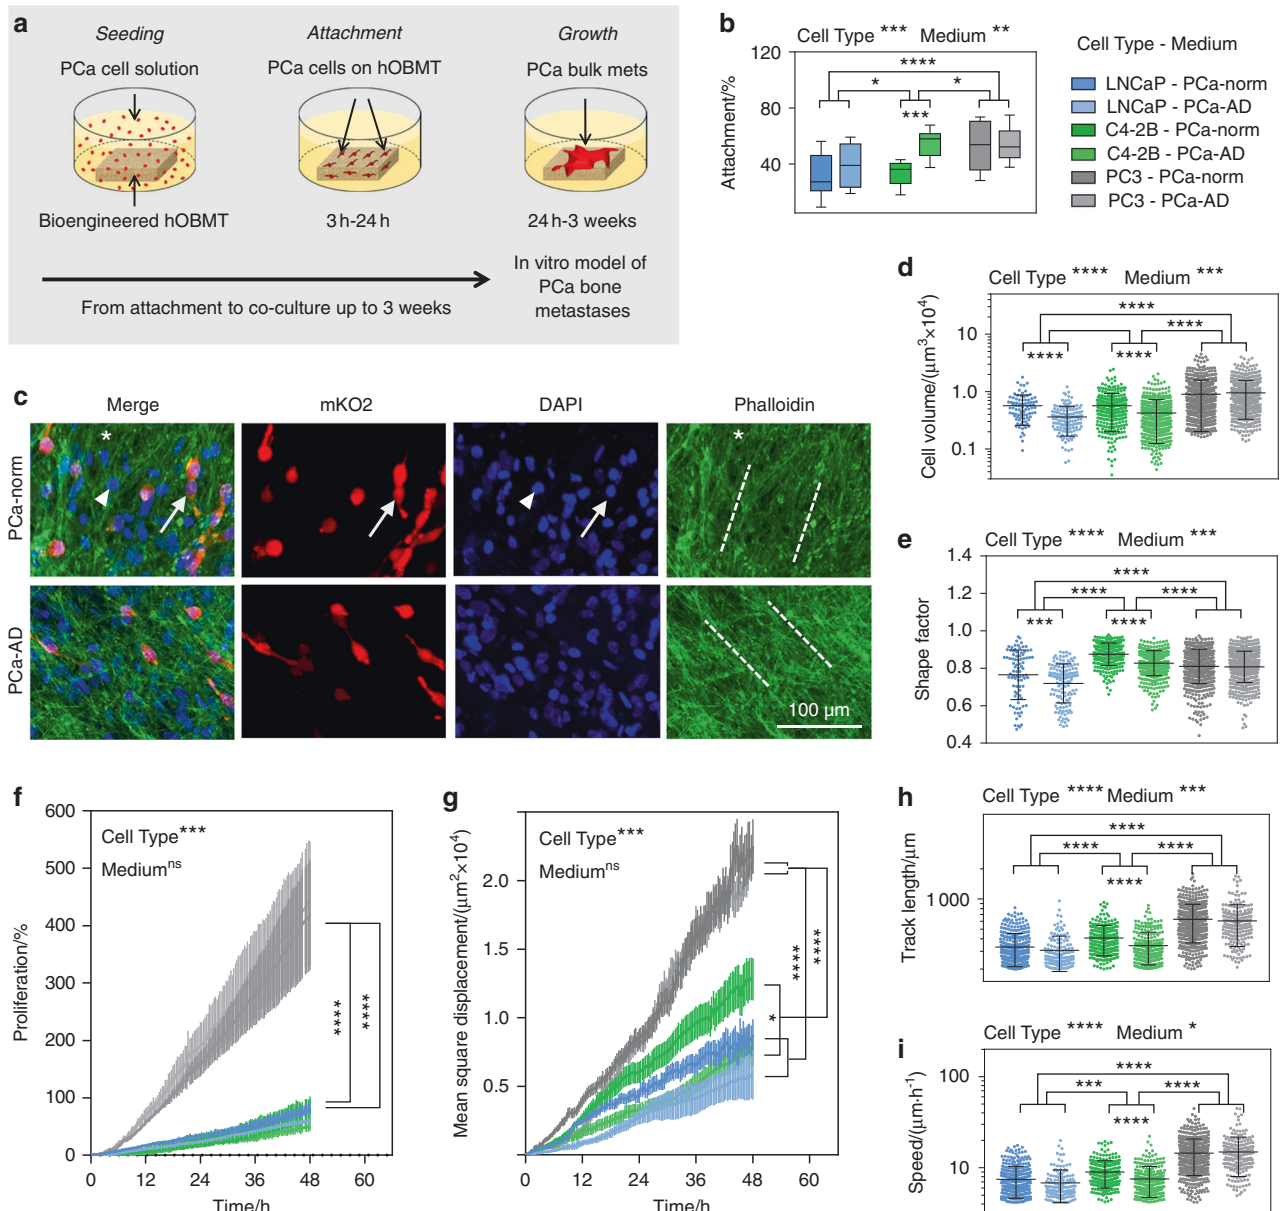 a
Seeding
Attachment
Growth
PCa cell solution
PCa cells on hOBMT
PCa bulk mets
Bioengineered hOBMT
3 h-24 h
24 h-3 weeks
From attachment to co-culture up to 3 weeks
In vitro model of
PCa bone
metastases
b
Cell Type *** Medium **
Attachment/%
120
80
40
****
*
*
***
Cell Type - Medium
LNCaP - PCa-norm
LNCaP - PCa-AD
C4-2B - PCa-norm
C4-2B - PCa-AD
PC3 - PCa-norm
PC3 - PCa-AD
c
Merge
mKO2
DAPI
Phalloidin
PCa-norm
PCa-AD
*
*
100 µm
d
Cell Type **** Medium ***
Cell volume/(µm³×10⁴)
10
1.0
0.1
****
****
****
****
e
Cell Type **** Medium ***
Shape factor
1.4
1.2
1.0
0.8
0.6
0.4
****
****
****
***
****
f
Cell Type***
Medium^ns
Proliferation/%
600
500
400
300
200
100
0
****
****
0 12 24 36 48 60
Time/h
g
Cell Type***
Medium^ns
Mean square displacement/(µm²×10⁴)
2.0
1.5
1.0
0.5
*
****
****
0 12 24 36 48 60
Time/h
h
Cell Type **** Medium ***
Track length/µm
1 000
****
****
****
****
i
Cell Type **** Medium *
Speed/(µm·h⁻¹)
100
10
****
***
****
****